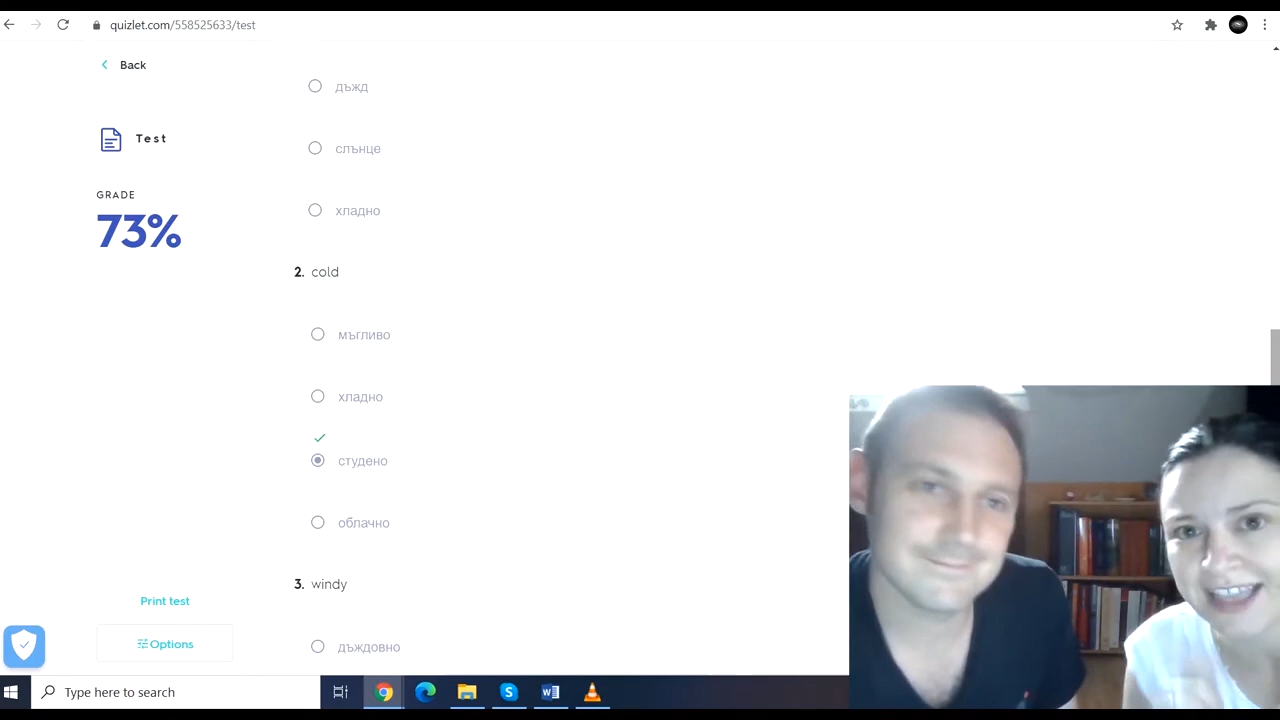 quizlet.com/558525633/test
Back
Test
GRADE
73%
дъжд
слънце
хладно
2. cold
мъгливо
хладно
студено
облачно
3. windy
дъждовно
Print test
Options
Type here to search